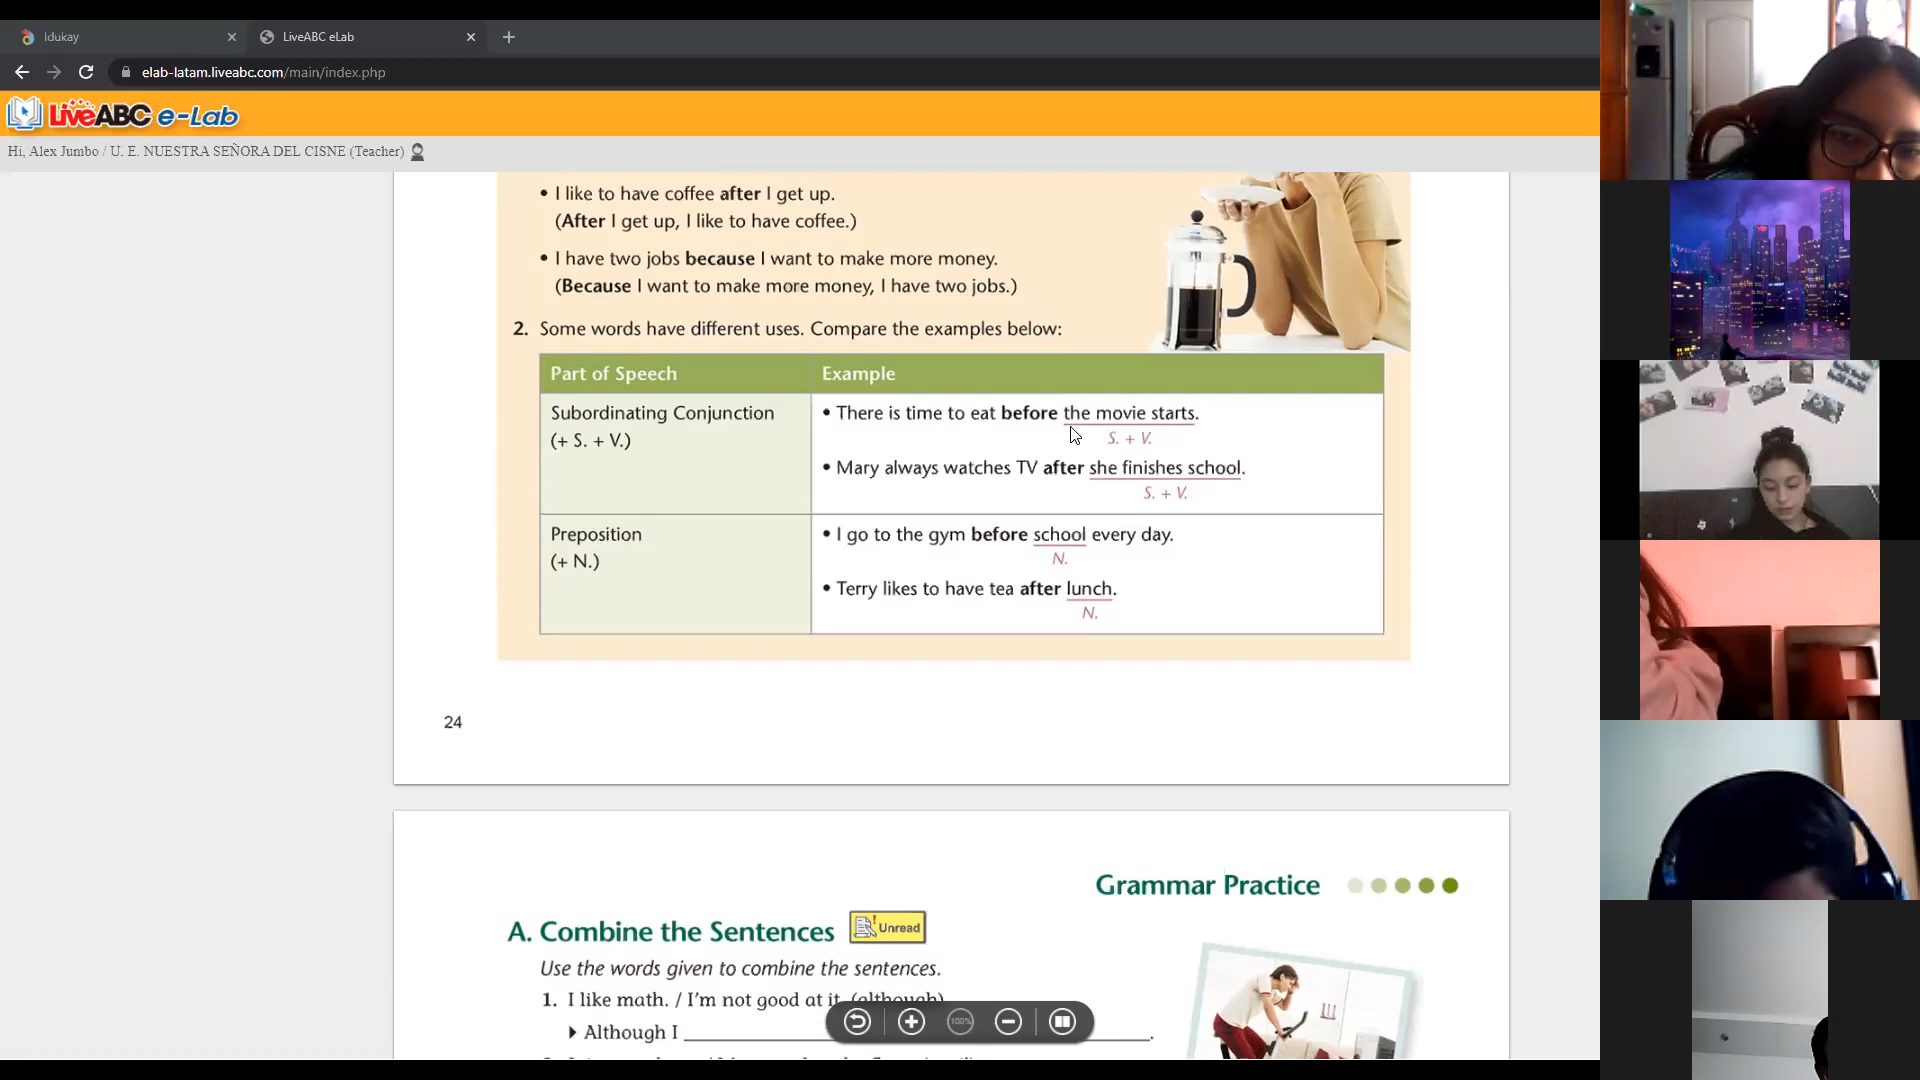 Idukay
LiveABC eLab
elab-latam.liveabc.com/main/index.php
LiveABC e-Lab
Hi, Alex Jumbo / U. E. NUESTRA SEÑORA DEL CISNE (Teacher)
• I like to have coffee after I get up.
(After I get up, I like to have coffee.)
• I have two jobs because I want to make more money.
(Because I want to make more money, I have two jobs.)
2. Some words have different uses. Compare the examples below:
Part of Speech Example
Subordinating Conjunction
(+ S. + V.)
• There is time to eat before the movie starts.
S. + V.
• Mary always watches TV after she finishes school.
S. + V.
Preposition
(+ N.)
• I go to the gym before school every day.
N.
• Terry likes to have tea after lunch.
N.
24
Grammar Practice
A. Combine the Sentences
Unread
Use the words given to combine the sentences.
1. I like math. / I'm not good at it. (although)
Although I
100%